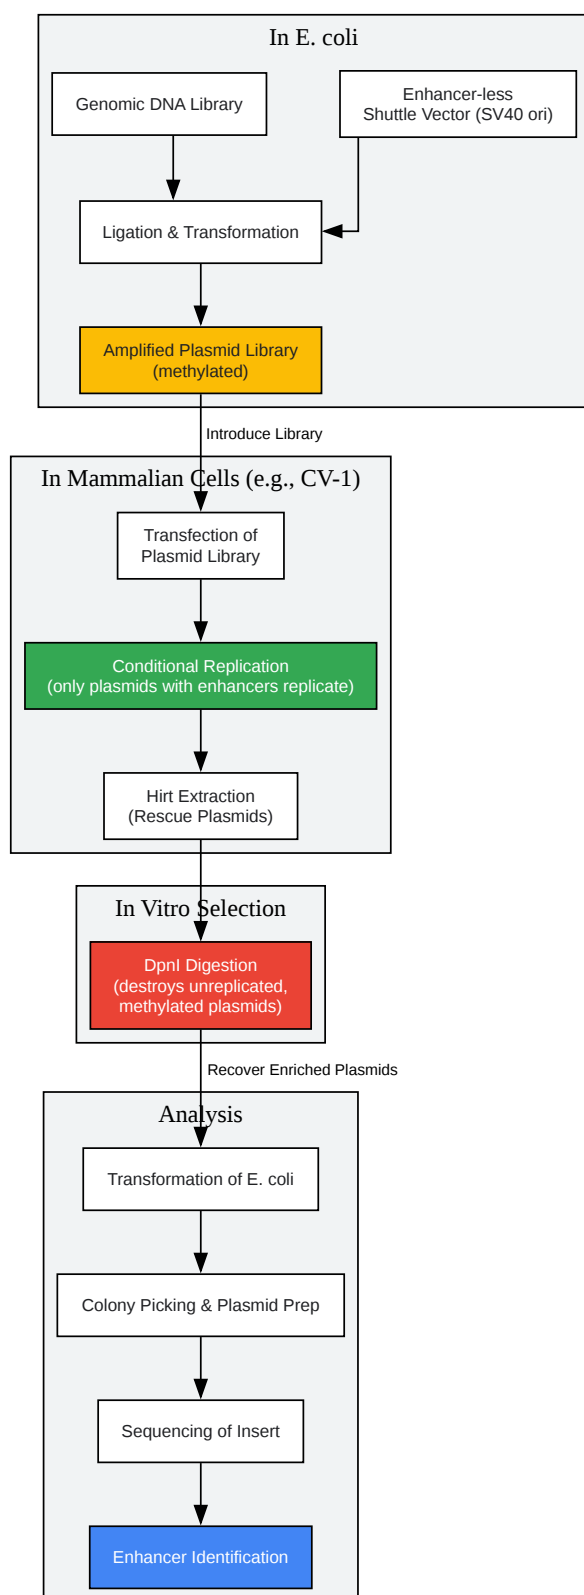 In E. coli
Genomic DNA Library
Enhancer-less
Shuttle Vector (SV40 ori)
Ligation & Transformation
Amplified Plasmid Library
(methylated)
Introduce Library
In Mammalian Cells (e.g., CV-1)
Transfection of
Plasmid Library
Conditional Replication
(only plasmids with enhancers replicate)
Hirt Extraction
(Rescue Plasmids)
In Vitro Selection
DpnI Digestion
(destroys unreplicated,
methylated plasmids)
Recover Enriched Plasmids
Analysis
Transformation of E. coli
Colony Picking & Plasmid Prep
Sequencing of Insert
Enhancer Identification